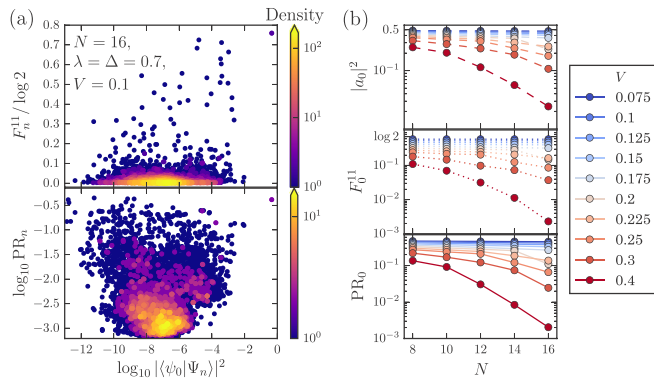 (a)
Density
(b)
V
0.075
0.1
0.125
0.15
0.175
0.2
0.225
0.25
0.3
0.4
N = 16,
λ = Δ = 0.7,
V = 0.1
F_n^{11}/log 2
0.8
0.7
0.6
0.5
0.4
0.3
0.2
0.1
0.0
10^2
10^1
10^0
log_{10} PR_n
−0.5
−1.0
−1.5
−2.0
−2.5
−3.0
10^1
10^0
−12 −10 −8 −6 −4 −2 0
log_{10} |⟨ψ_0|Ψ_n⟩|^2
|a_0|^2
0.5
10^{−1}
F_0^{11}
log 2
10^{−1}
10^{−2}
10^{−3}
PR_0
10^{−1}
10^{−2}
10^{−3}
8 10 12 14 16
N